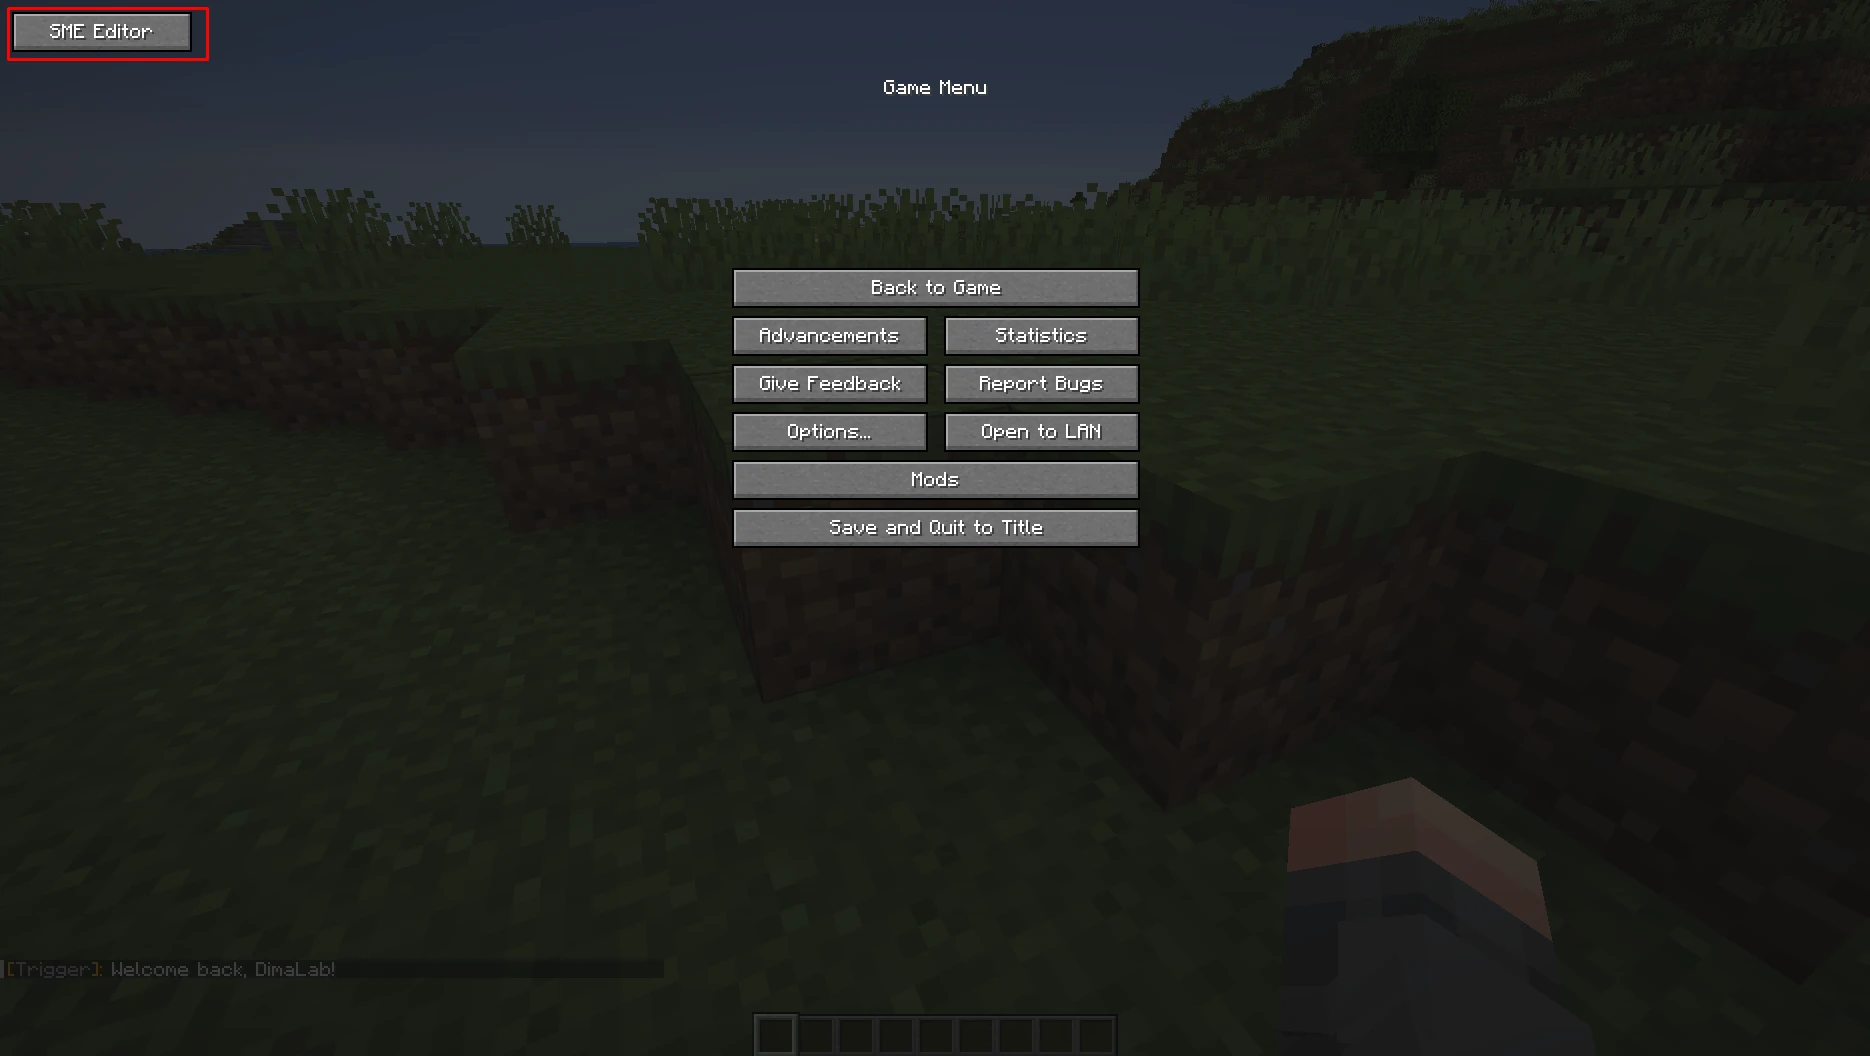 SME Editor
Game Menu
Back to Game
Advancements
Statistics
Give Feedback
Report Bugs
Options...
Open to LAN
Mods
Save and Quit to Title
[Trigger]: Welcome back, DimaLab!